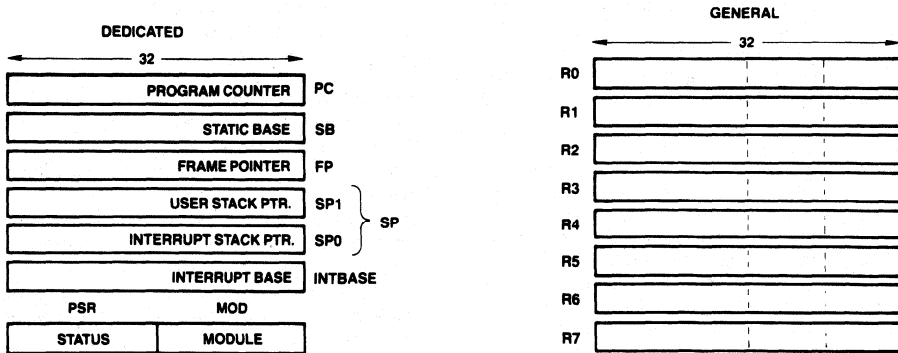 DEDICATED
32
PROGRAM COUNTER PC
STATIC BASE SB
FRAME POINTER FP
USER STACK PTR. SP1
SP
INTERRUPT STACK PTR. SP0
INTERRUPT BASE INTBASE
PSR MOD
STATUS MODULE
GENERAL
32
R0
R1
R2
R3
R4
R5
R6
R7